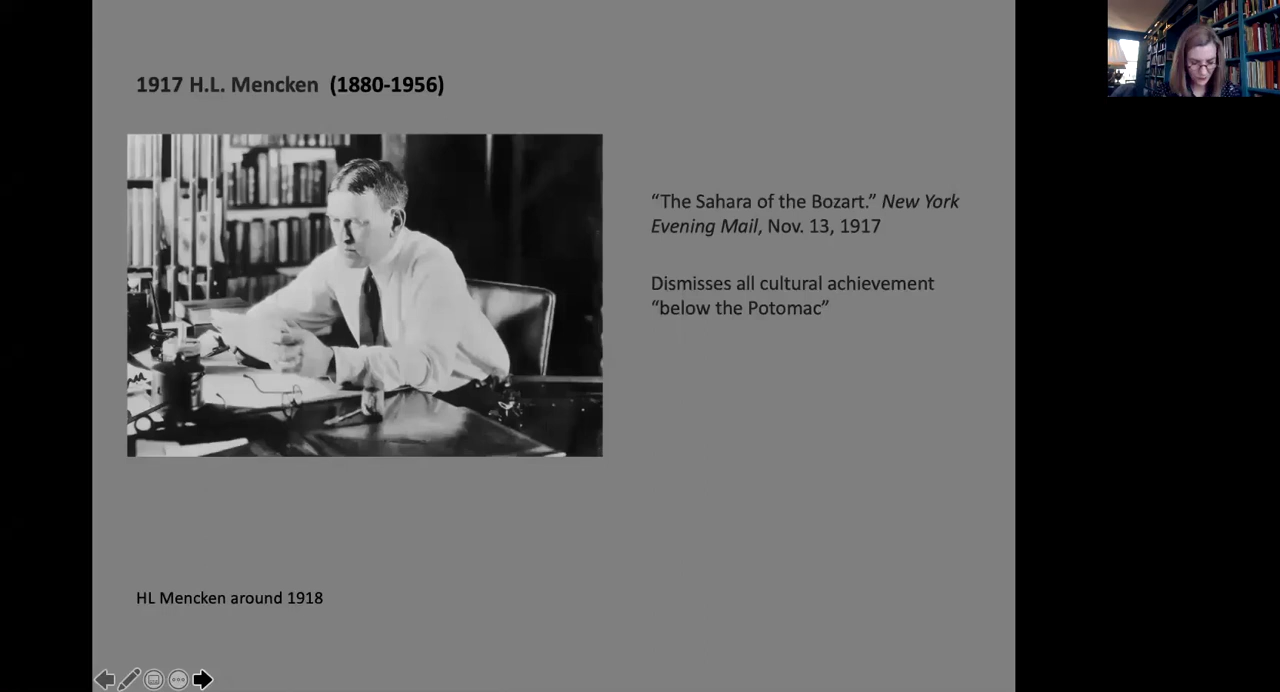 1917 H.L. Mencken (1880-1956)
“The Sahara of the Bozart.” New York
Evening Mail, Nov. 13, 1917
Dismisses all cultural achievement
“below the Potomac”
HL Mencken around 1918